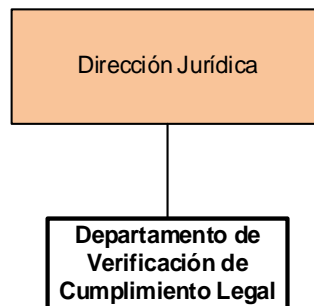 Dirección Jurídica
Departamento de
Verificación de
Cumplimiento Legal